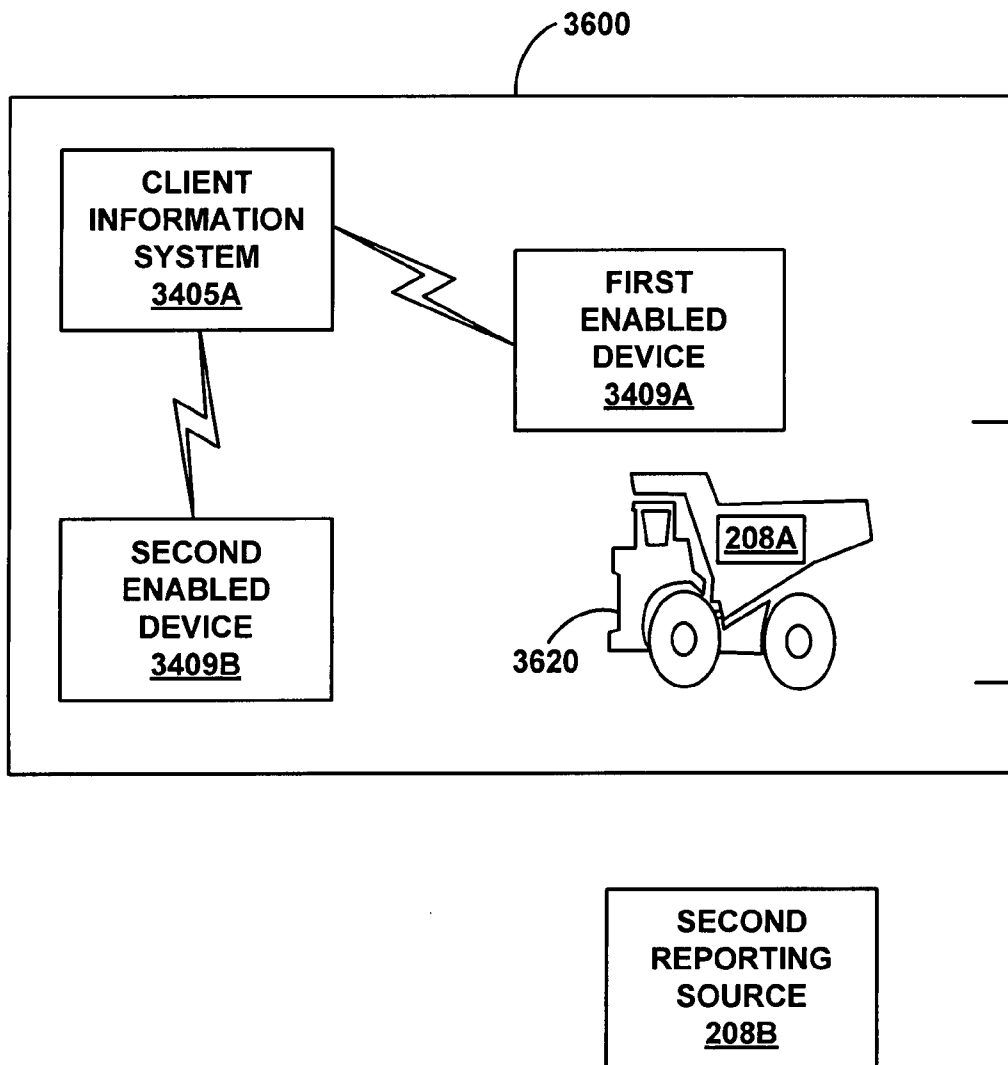 3600
CLIENT
INFORMATION
SYSTEM
3405A
FIRST
ENABLED
DEVICE
3409A
208A
SECOND
ENABLED
DEVICE
3409B
3620
SECOND
REPORTING
SOURCE
208B